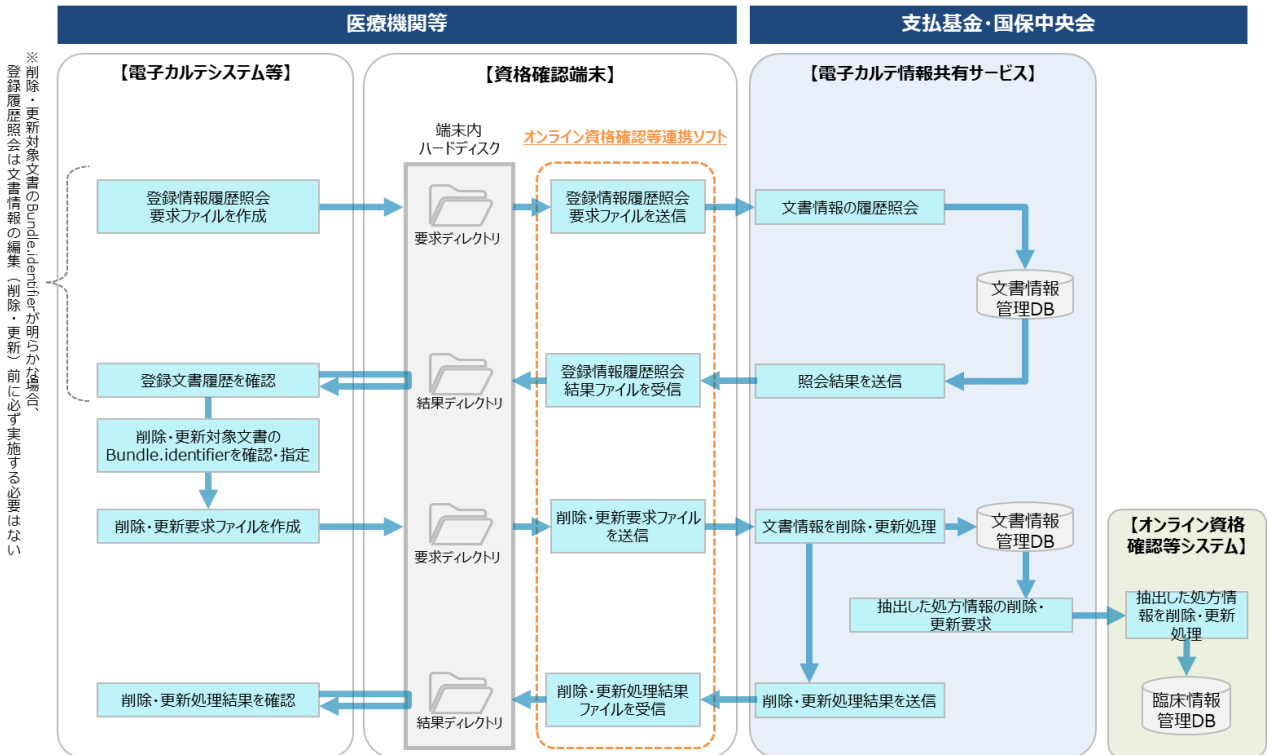 医療機関等
支払基金・国保中央会
※削除・更新対象文書のBundle.identifierが明らかな場合、
登録履歴照会は文書情報の編集（削除・更新）前に必ず実施する必要はない
【電子カルテシステム等】
【資格確認端末】
【電子カルテ情報共有サービス】
端末内
ハードディスク
オンライン資格確認等連携ソフト
登録情報履歴照会
要求ファイルを作成
要求ディレクトリ
登録情報履歴照会
要求ファイルを送信
文書情報の履歴照会
文書情報
管理DB
登録文書履歴を確認
結果ディレクトリ
登録情報履歴照会
結果ファイルを受信
照会結果を送信
削除・更新対象文書の
Bundle.identifierを確認・指定
削除・更新要求ファイルを作成
要求ディレクトリ
削除・更新要求ファイル
を送信
文書情報を削除・更新処理
文書情報
管理DB
【オンライン資格
確認等システム】
抽出した処方情報の削除・
更新要求
抽出した処方情
報を削除・更新
処理
削除・更新処理結果を確認
結果ディレクトリ
削除・更新処理結果
ファイルを受信
削除・更新処理結果を送信
臨床情報
管理DB